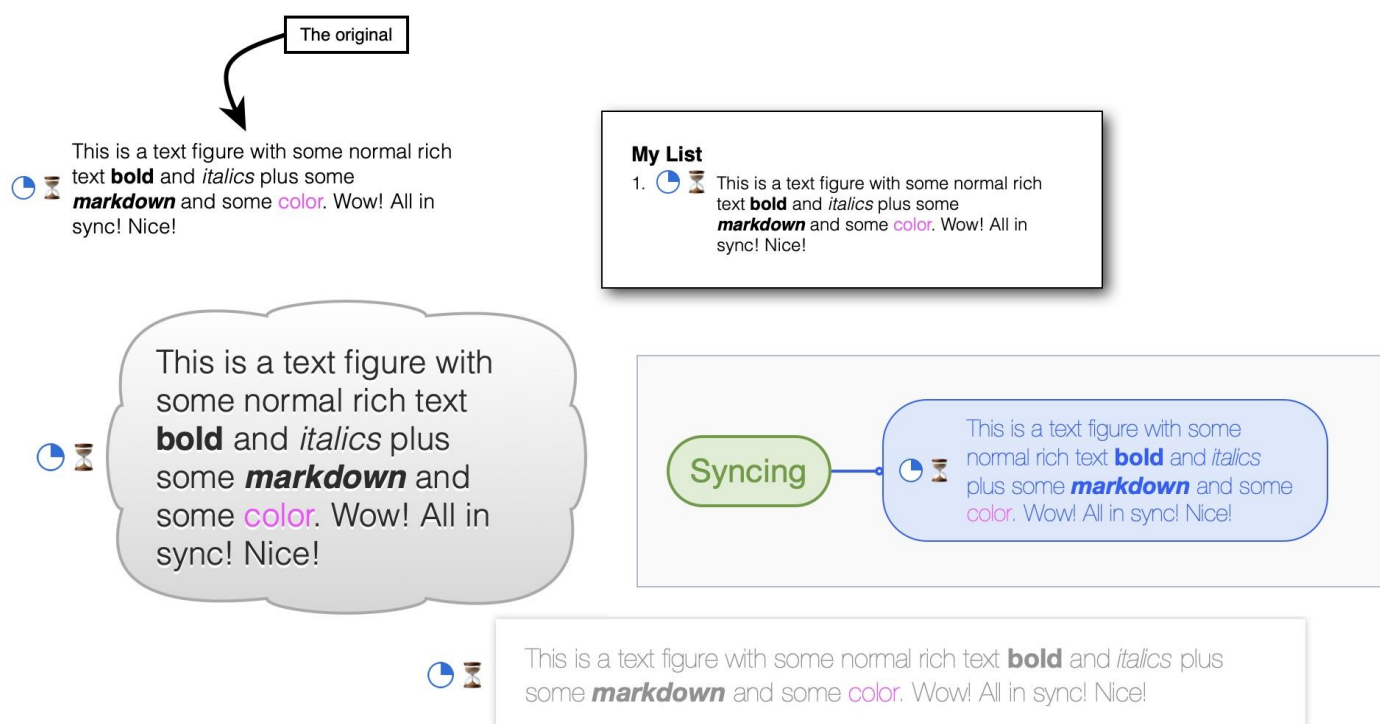 The original
This is a text figure with some normal rich
text bold and italics plus some
markdown and some color. Wow! All in
sync! Nice!
My List
1. This is a text figure with some normal rich
text bold and italics plus some
markdown and some color. Wow! All in
sync! Nice!
This is a text figure with
some normal rich text
bold and italics plus
some markdown and
some color. Wow! All in
sync! Nice!
Syncing
This is a text figure with some
normal rich text bold and italics
plus some markdown and some
color. Wow! All in sync! Nice!
This is a text figure with some normal rich text bold and italics plus
some markdown and some color. Wow! All in sync! Nice!